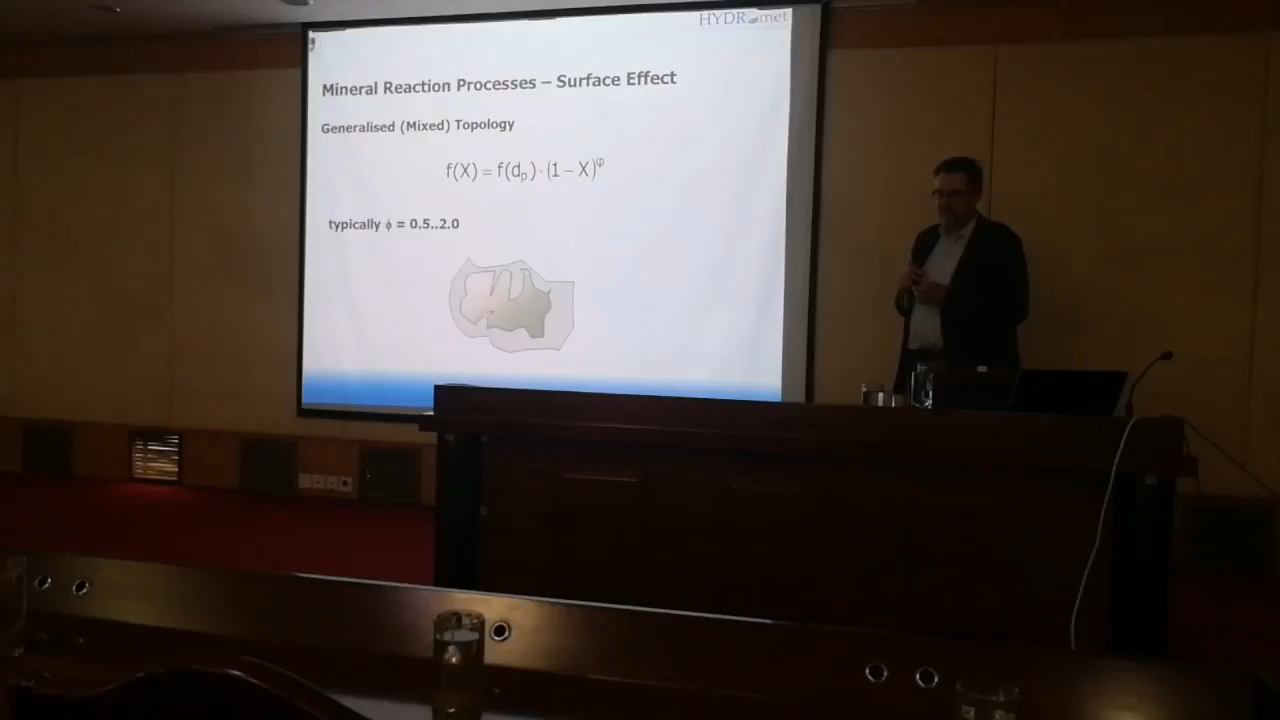 HYDROmet
Mineral Reaction Processes – Surface Effect
Generalised (Mixed) Topology
f(X) = f(dₚ) · (1 – X)^φ
typically ϕ = 0.5..2.0